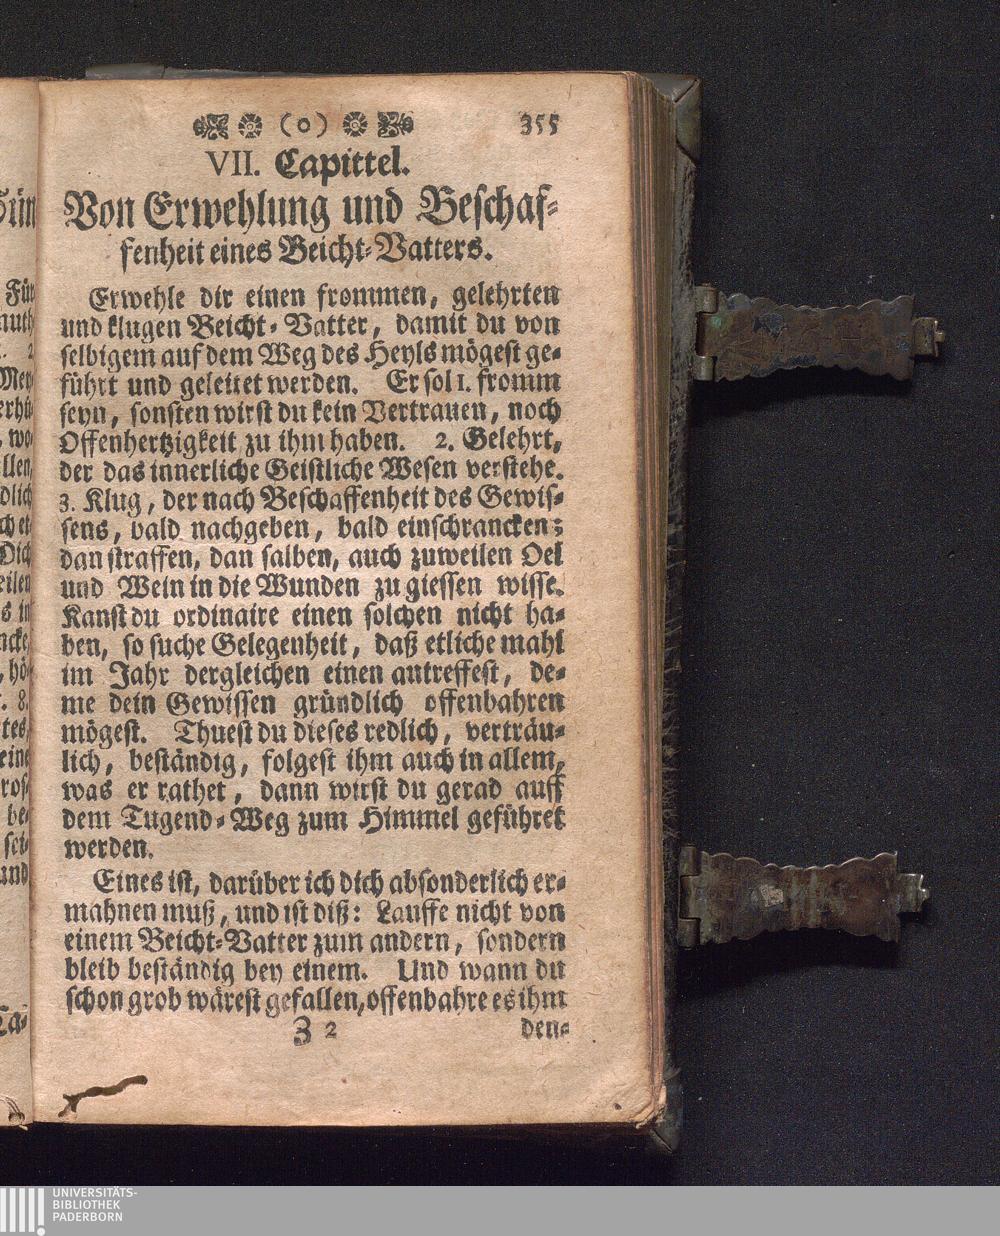 (o) 355
VII. Capittel.
Von Erwehlung und Beschaf-
fenheit eines Beicht-Vatters.
Erwehle dir einen frommen, gelehrten
und klugen Beicht-Vatter, damit du von
selbigem auf dem Weg des Heyls mögest ge-
führt und geleitet werden. Er sol 1. fromm
seyn, sonsten wirst du kein Vertrauen, noch
Offenhertzigkeit zu ihm haben. 2. Gelehrt,
der das innerliche Geistliche Wesen verstehe.
3. Klug, der nach Beschaffenheit des Gewis-
sens, bald nachgeben, bald einschrancken;
dan straffen, dan salben, auch zuweilen Oel
und Wein in die Wunden zu giessen wisse.
Kanst du ordinaire einen solchen nicht ha-
ben, so suche Gelegenheit, daß etliche mahl
im Jahr dergleichen einen antreffest, de-
me dein Gewissen gründlich offenbahren
mögest. Thuest du dieses redlich, verträu-
lich, beständig, folgest ihm auch in allem,
was er rathet, dann wirst du gerad auff
dem Tugend-Weg zum Himmel geführet
werden.
Eines ist, darüber ich dich absonderlich er-
mahnen muß, und ist diß: Lauffe nicht von
einem Beicht-Vatter zum andern, sondern
bleib beständig bey einem. Und wann du
schon grob wärest gefallen, offenbahre es ihm
Z 2 den-
UNIVERSITÄTS-
BIBLIOTHEK
PADERBORN